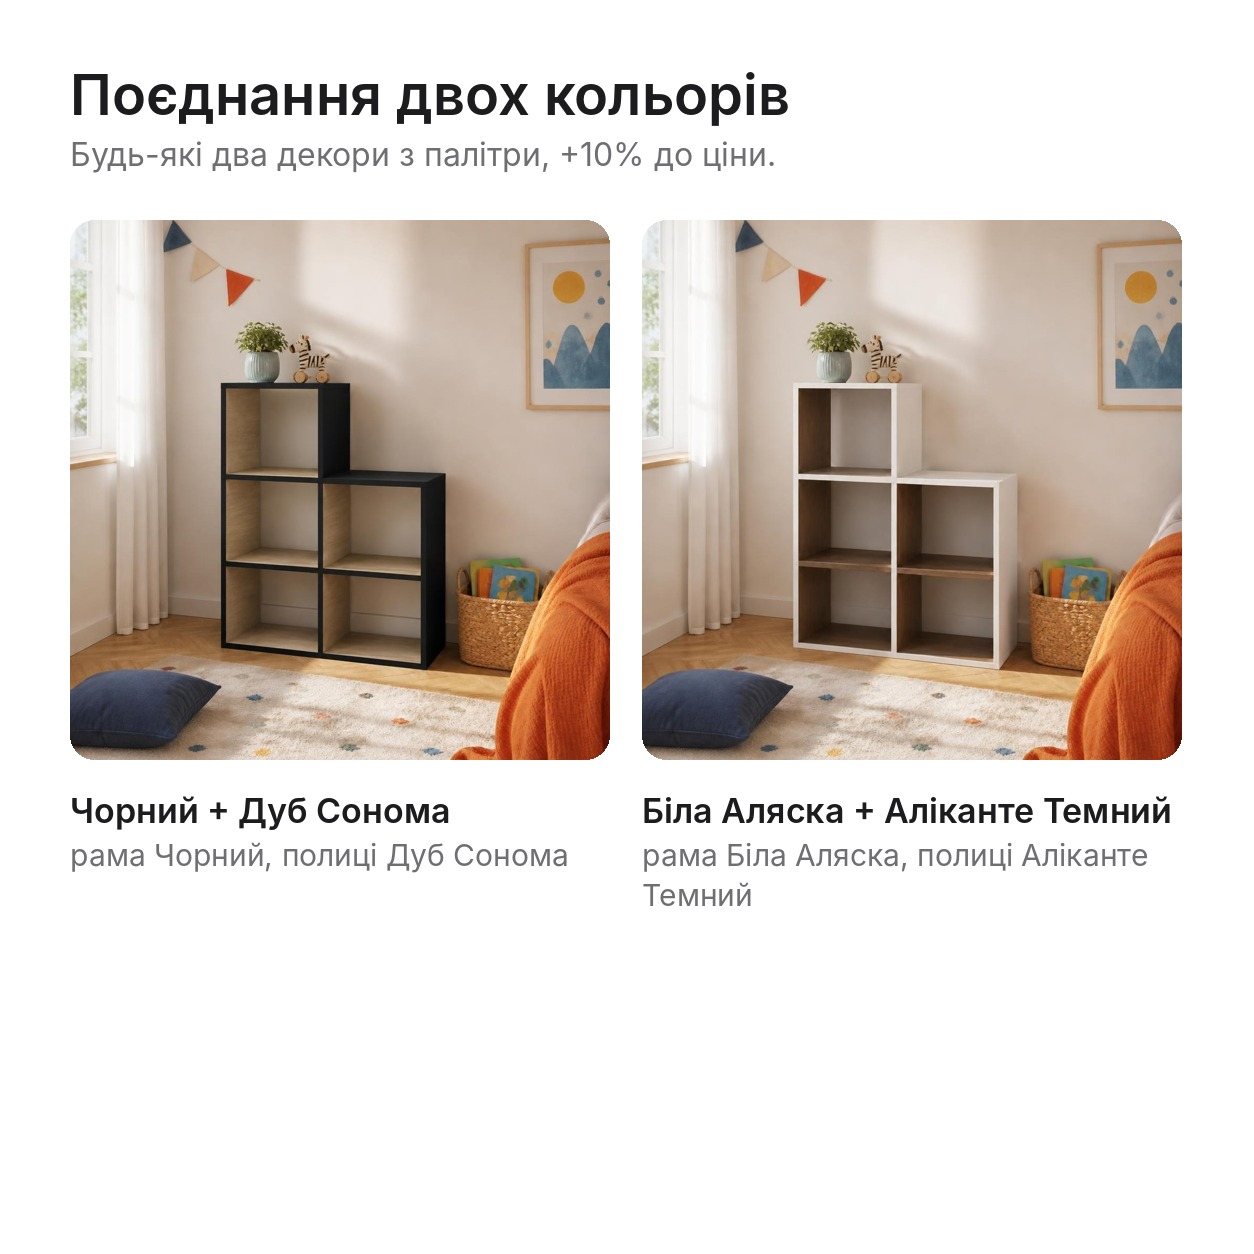 Поєднання двох кольорів
Будь-які два декори з палітри, +10% до ціни.
Чорний + Дуб Сонома
рама Чорний, полиці Дуб Сонома
Біла Аляска + Аліканте Темний
рама Біла Аляска, полиці Аліканте
Темний